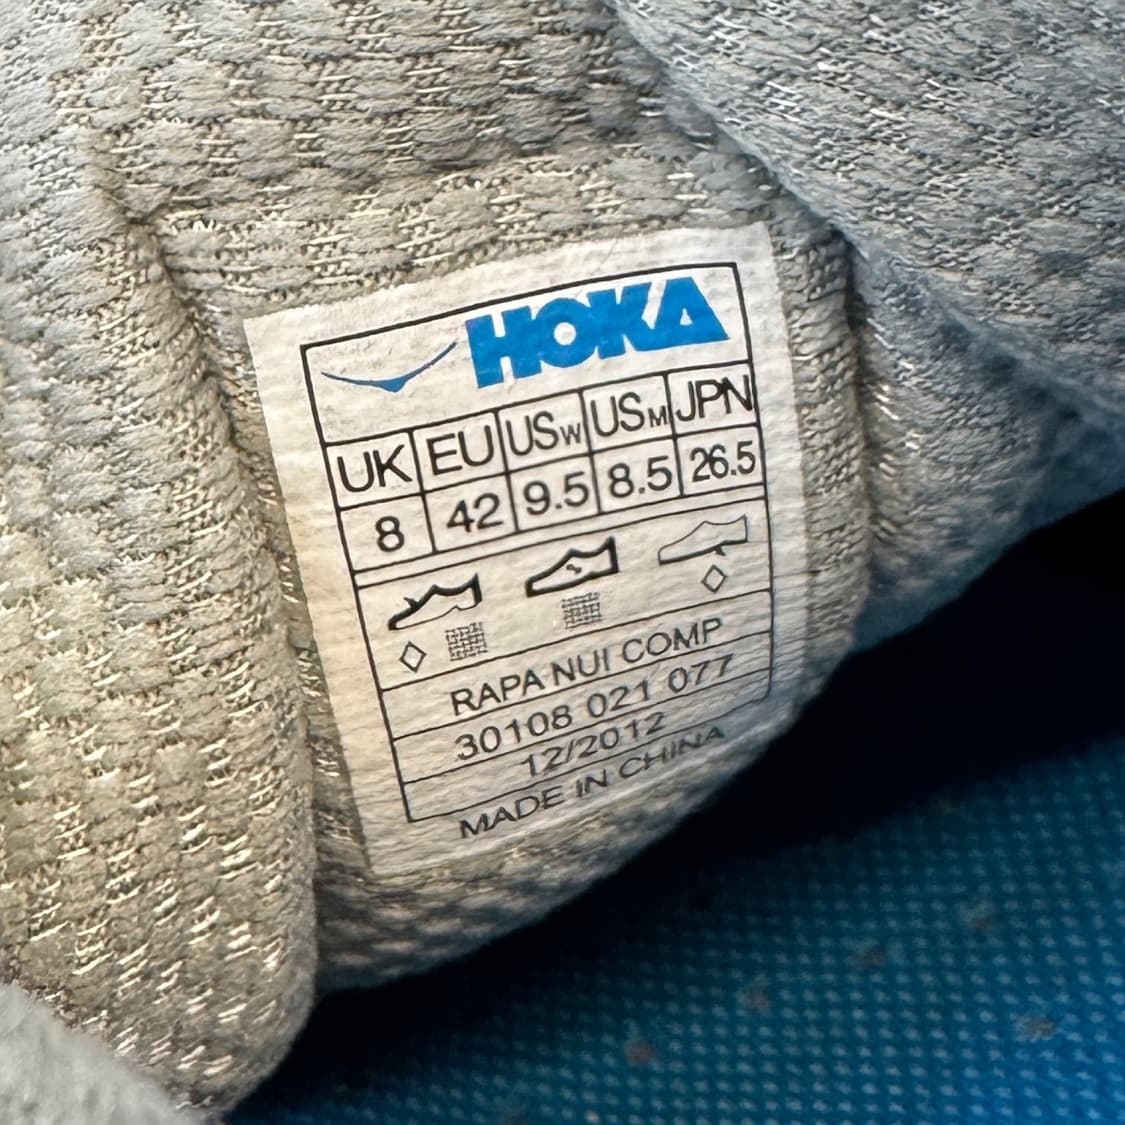 HOKA
UK EU USW USM JPN
8 42 9.5 8.5 26.5
RAPA NUI COMP
30108 021 077
12/2012
MADE IN CHINA